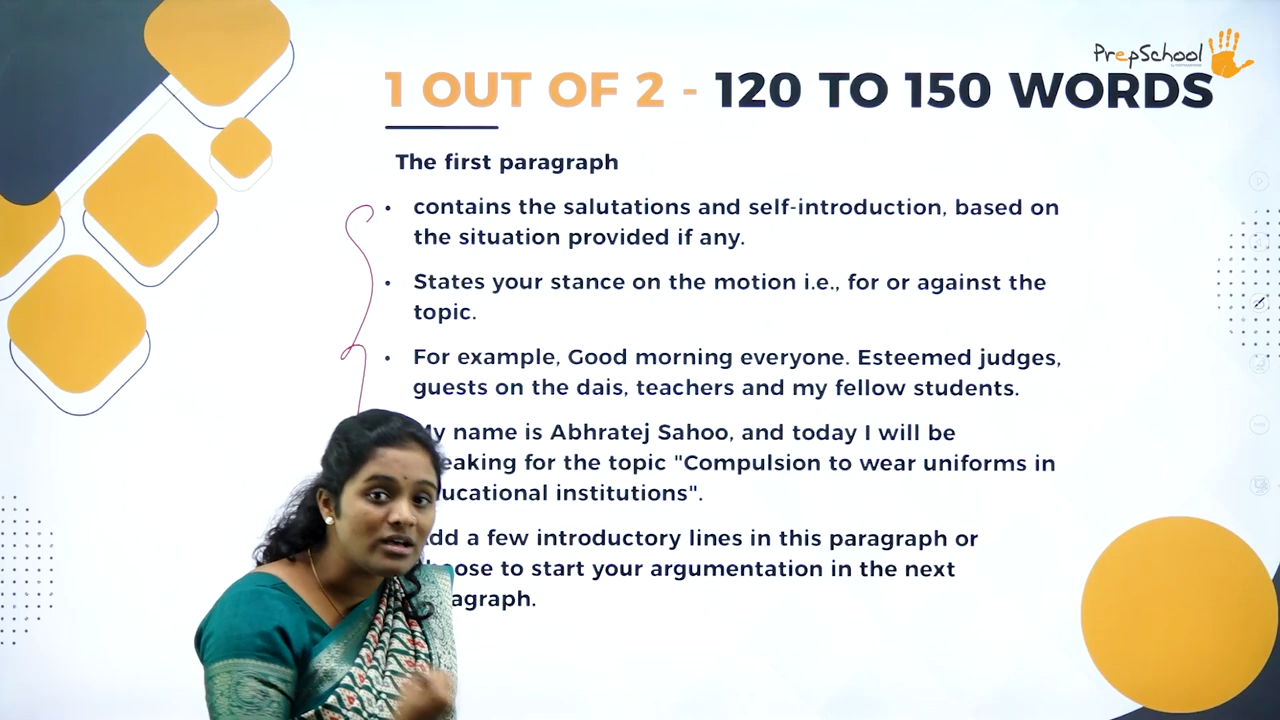 PrepSchool
1 OUT OF 2 - 120 TO 150 WORDS
The first paragraph
• contains the salutations and self-introduction, based on
the situation provided if any.
• States your stance on the motion i.e., for or against the
topic.
• For example, Good morning everyone. Esteemed judges,
guests on the dais, teachers and my fellow students.
name is Abhratej Sahoo, and today I will be
for the topic "Compulsion to wear uniforms in
institutions".
a few introductory lines in this paragraph or
to start your argumentation in the next